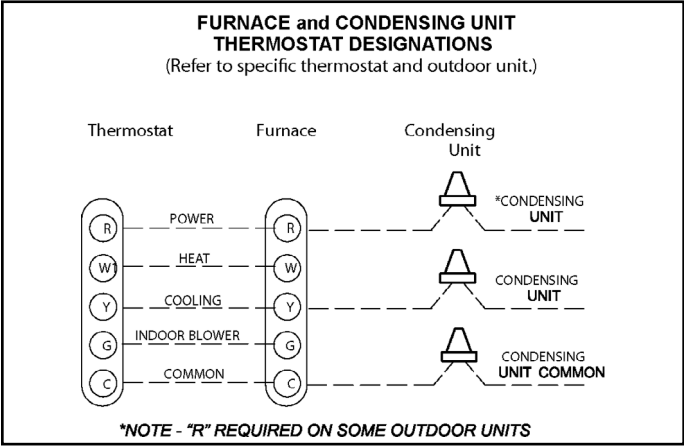 FURNACE and CONDENSING UNIT
THERMOSTAT DESIGNATIONS
(Refer to specific thermostat and outdoor unit.)
Thermostat Furnace Condensing
Unit
R POWER R *CONDENSING
UNIT
W1 HEAT W
Y COOLING Y CONDENSING
UNIT
G INDOOR BLOWER G
C COMMON C CONDENSING
UNIT COMMON
*NOTE - "R" REQUIRED ON SOME OUTDOOR UNITS